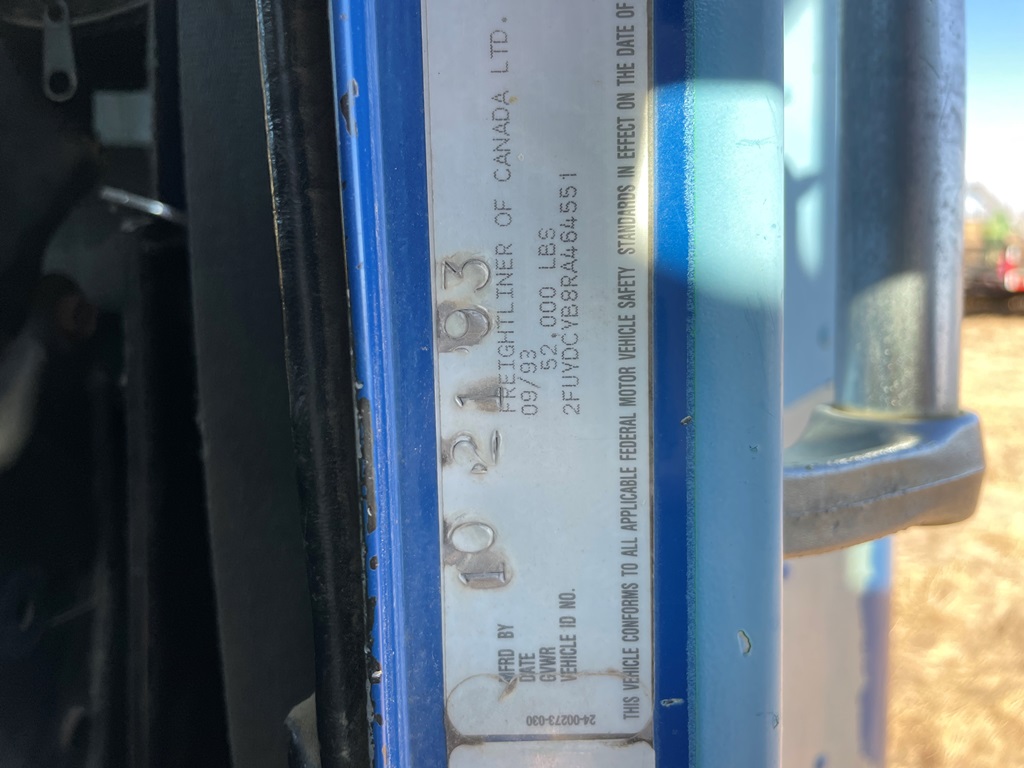 10 21 93
MFRD BY FREIGHTLINER OF CANADA LTD.
DATE 09/93
GVWR 52,000 LBS
VEHICLE ID NO. 2FUYDCYB8RA464551
THIS VEHICLE CONFORMS TO ALL APPLICABLE FEDERAL MOTOR VEHICLE SAFETY STANDARDS IN EFFECT ON THE DATE OF
24-00273-030